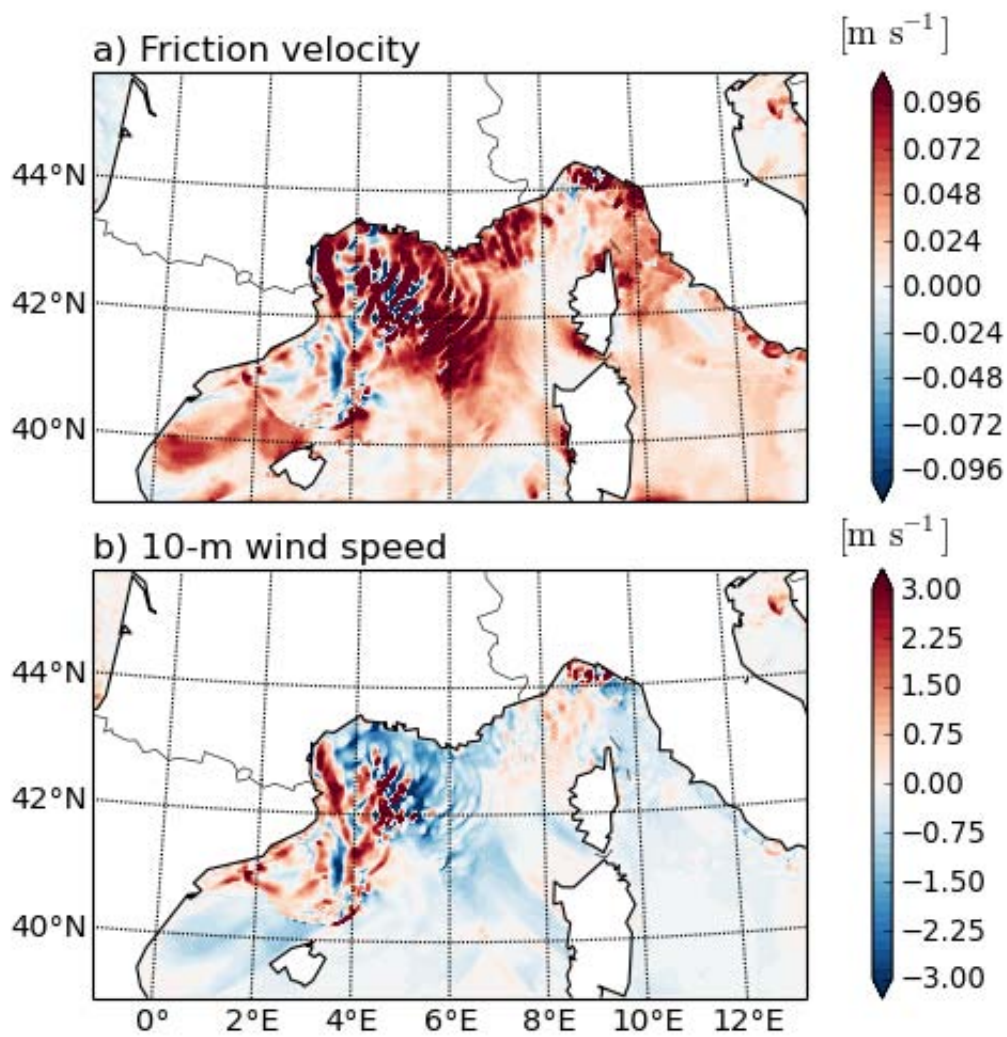 a) Friction velocity
[m s⁻¹]
0.096
0.072
0.048
0.024
0.000
−0.024
−0.048
−0.072
−0.096
44°N
42°N
40°N
b) 10-m wind speed
[m s⁻¹]
3.00
2.25
1.50
0.75
0.00
−0.75
−1.50
−2.25
−3.00
44°N
42°N
40°N
0° 2°E 4°E 6°E 8°E 10°E 12°E